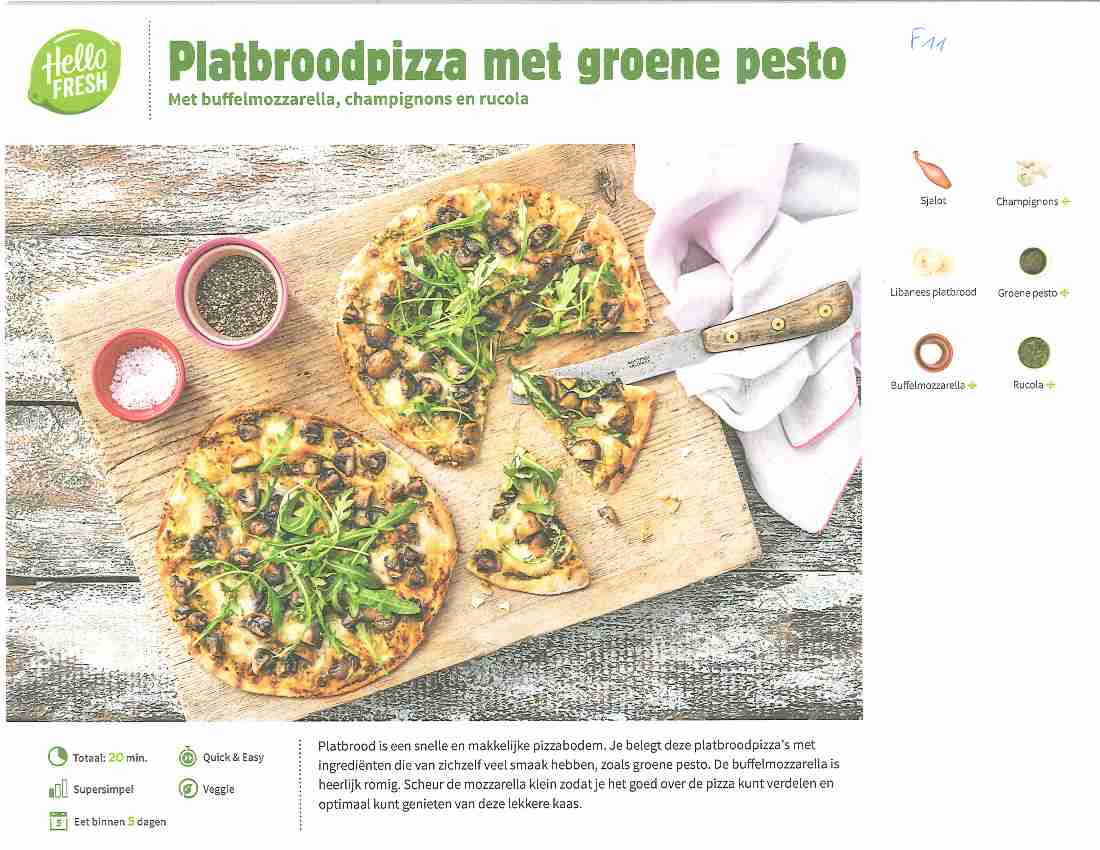 Hello
FRESH
Platbroodpizza met groene pesto
Met buffelmozzarella, champignons en rucola
F11
Sjalot
Champignons
Libanees platbrood
Groene pesto
Buffelmozzarella
Rucola
Totaal: 20 min.
Quick & Easy
Supersimpel
Veggie
5
Eet binnen 5 dagen
Platbrood is een snelle en makkelijke pizzabodem. Je belegt deze platbroodpizza's met
ingrediënten die van zichzelf veel smaak hebben, zoals groene pesto. De buffelmozzarella is
heerlijk romig. Scheur de mozzarella klein zodat je het goed over de pizza kunt verdelen en
optimaal kunt genieten van deze lekkere kaas.